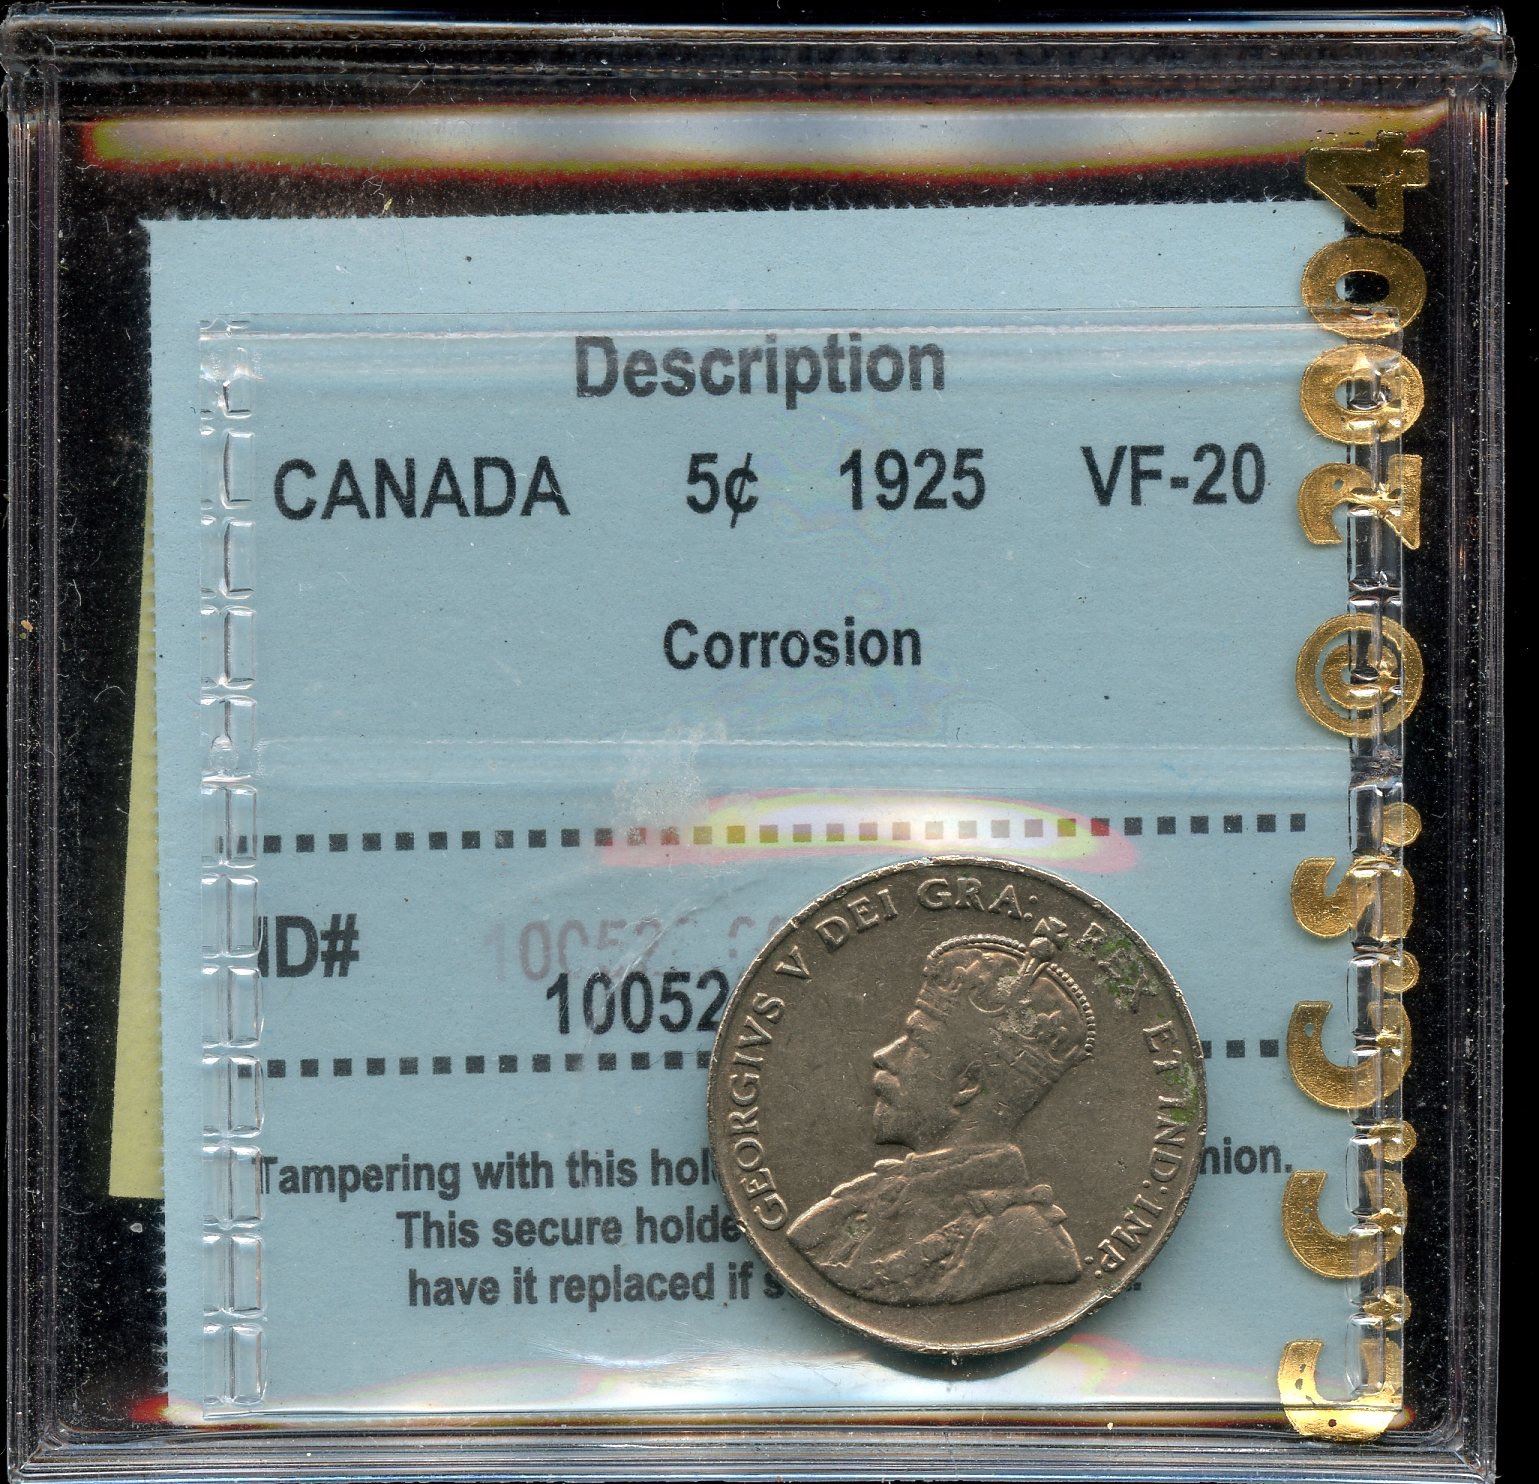 Description
CANADA 5¢ 1925 VF-20
Corrosion
ID#
10052
Tampering with this hol nion.
This secure holde
have it replaced if s
GEORGIVS V DEI GRA: REX ET IND: IMP:
C.C.C.S. © 2004